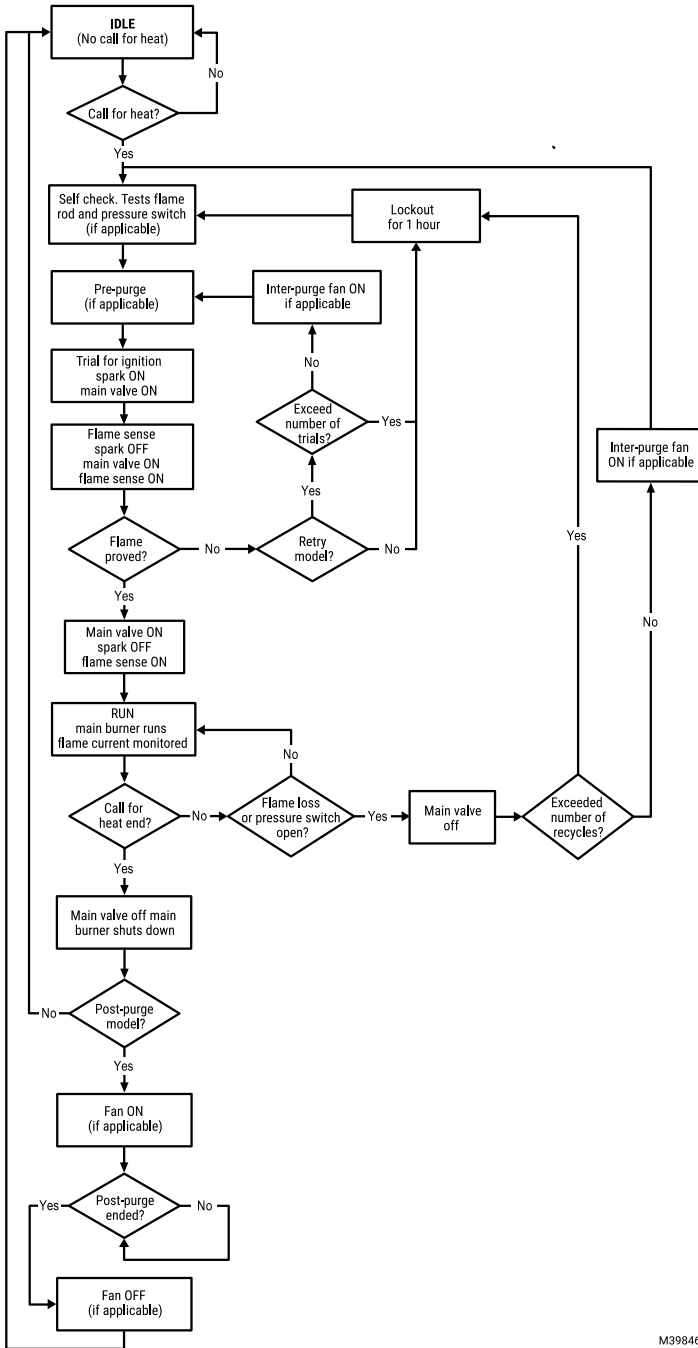 IDLE
(No call for heat)
No
Call for heat?
Yes
Self check. Tests flame
rod and pressure switch
(if applicable)
Lockout
for 1 hour
Pre-purge
(if applicable)
Inter-purge fan ON
if applicable
Trial for ignition
spark ON
main valve ON
No
Exceed
number of
trials?
Yes
Flame sense
spark OFF
main valve ON
flame sense ON
Inter-purge fan
ON if applicable
Yes
Flame
proved?
No
Retry
model?
No
Yes
Yes
No
Main valve ON
spark OFF
flame sense ON
RUN
main burner runs
flame current monitored
No
Call for
heat end?
No
Flame loss
or pressure switch
open?
Yes
Main valve
off
Exceeded
number of
recycles?
Yes
Main valve off main
burner shuts down
No
Post-purge
model?
Yes
Fan ON
(if applicable)
Yes
Post-purge
ended?
No
Fan OFF
(if applicable)
M39846